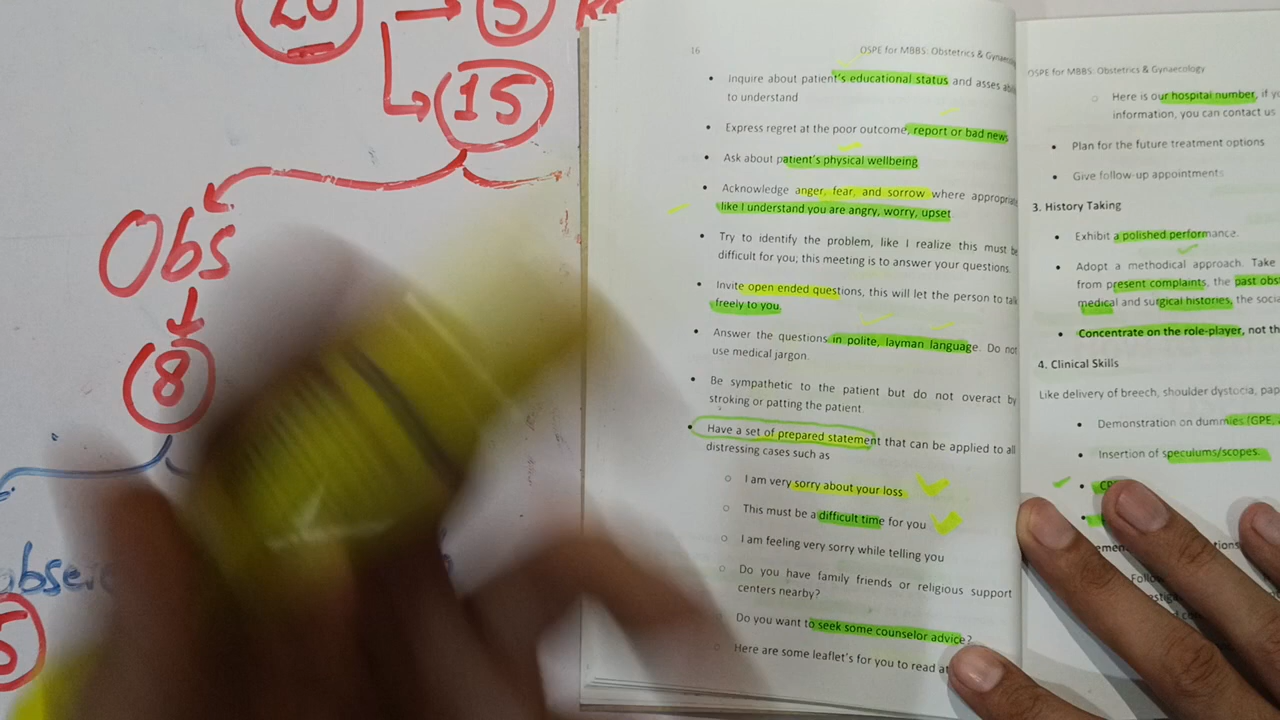 20 → 5
15
Obs
8
5
16
OSPE for MBBS: Obstetrics &
• Inquire about patient's educational status and asses
to understand
• Express regret at the poor outcome, report or bad news
• Ask about patient's physical wellbeing
• Acknowledge anger, fear, and sorrow where appropriate
like I understand you are angry, worry, upset.
Try to identify the problem, like I realize this must be
difficult for you; this meeting is to answer your questions.
• Invite open ended questions, this will let the person to talk
freely to you.
• Answer the questions in polite, layman language. Do not
use medical jargon.
• Be sympathetic to the patient but do not overact by
stroking or patting the patient.
• Have a set of prepared statement that can be applied to all
distressing cases such as
○ I am very sorry about your loss
○ This must be a difficult time for you
○ I am feeling very sorry while telling you
○ Do you have family friends or religious support
centers nearby?
Do you want to seek some counselor advice?
○ Here are some leaflet's for you to read at
OSPE for MBBS: Obstetrics & Gynaecology
○ Here is our hospital number, if
information, you can contact us
• Plan for the future treatment options
• Give follow-up appointments
3. History Taking
• Exhibit a polished performance.
• Adopt a methodical approach. Take
from present complaints, the past
medical and surgical histories, the
• Concentrate on the role-player, not
4. Clinical Skills
Like delivery of breech, shoulder dystocia,
• Demonstration on dummies (GPE,
• Insertion of speculums/scopes.
•
•